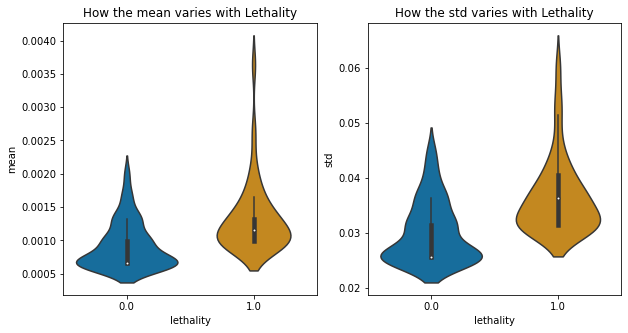 How the mean varies with Lethality
mean
0.0040
0.0035
0.0030
0.0025
0.0020
0.0015
0.0010
0.0005
0.0
1.0
lethality
How the std varies with Lethality
std
0.06
0.05
0.04
0.03
0.02
0.0
1.0
lethality